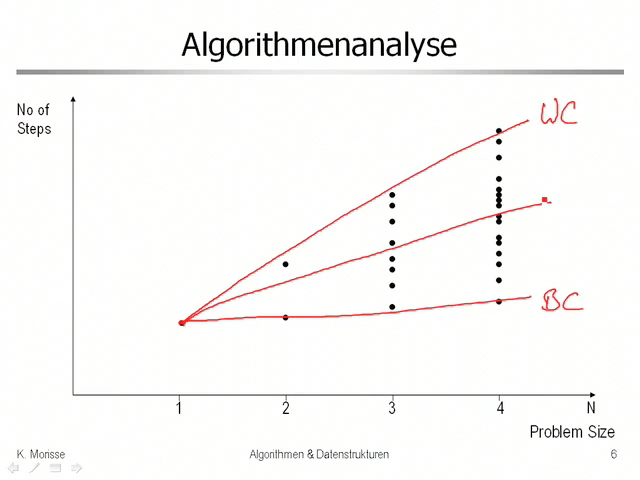 Algorithmenanalyse
No of
Steps
WC
BC
1 2 3 4 N
Problem Size
K. Morisse Algorithmen & Datenstrukturen 6